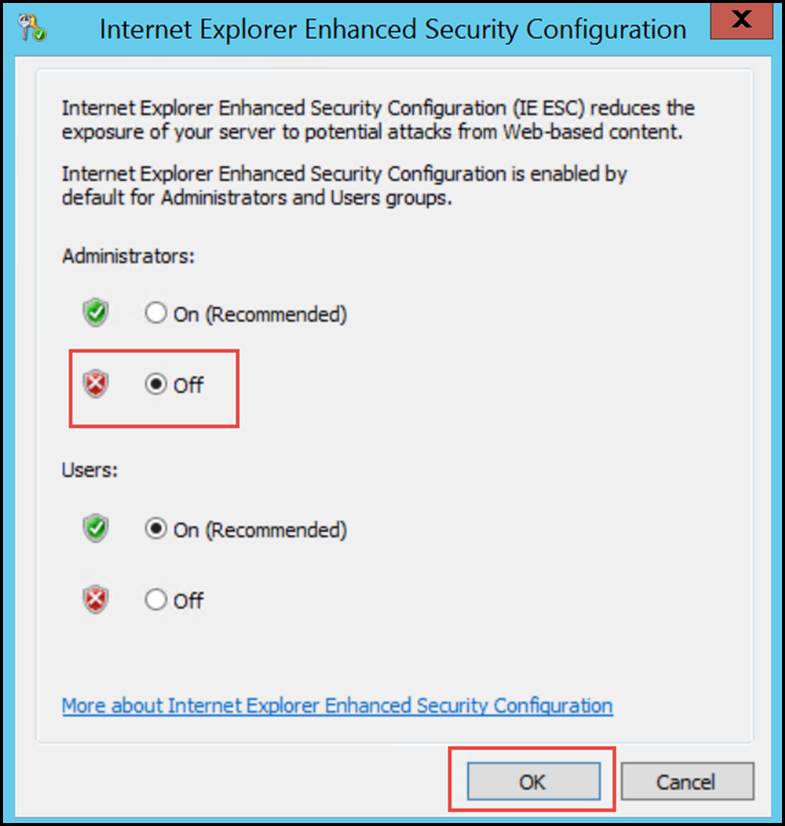 Internet Explorer Enhanced Security Configuration
X
Internet Explorer Enhanced Security Configuration (IE ESC) reduces the
exposure of your server to potential attacks from Web-based content.
Internet Explorer Enhanced Security Configuration is enabled by
default for Administrators and Users groups.
Administrators:
On (Recommended)
Off
Users:
On (Recommended)
Off
More about Internet Explorer Enhanced Security Configuration
OK
Cancel